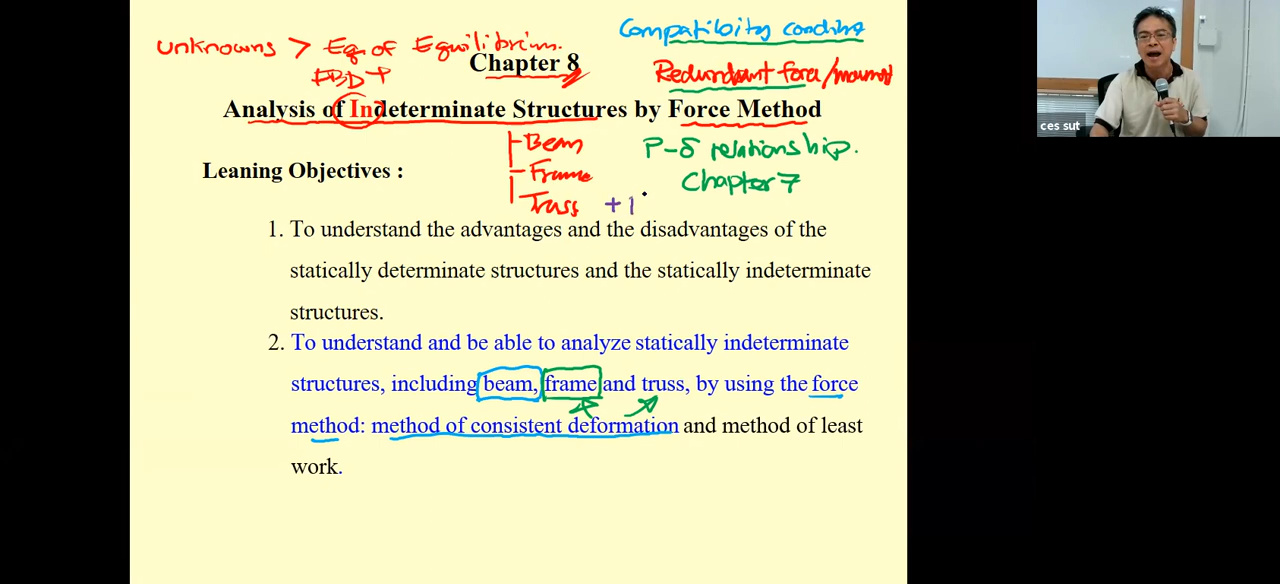 Compatibility condition
unknowns > Eq. of Equilibrium.
Chapter 8
FBD +
Redundant force/moment
Analysis of Indeterminate Structures by Force Method
Beam
P-δ relationship.
Leaning Objectives :
Frame
Chapter 7
Truss +1
1. To understand the advantages and the disadvantages of the
statically determinate structures and the statically indeterminate
structures.
2. To understand and be able to analyze statically indeterminate
structures, including beam, frame and truss, by using the force
method: method of consistent deformation and method of least
work.
ces sut